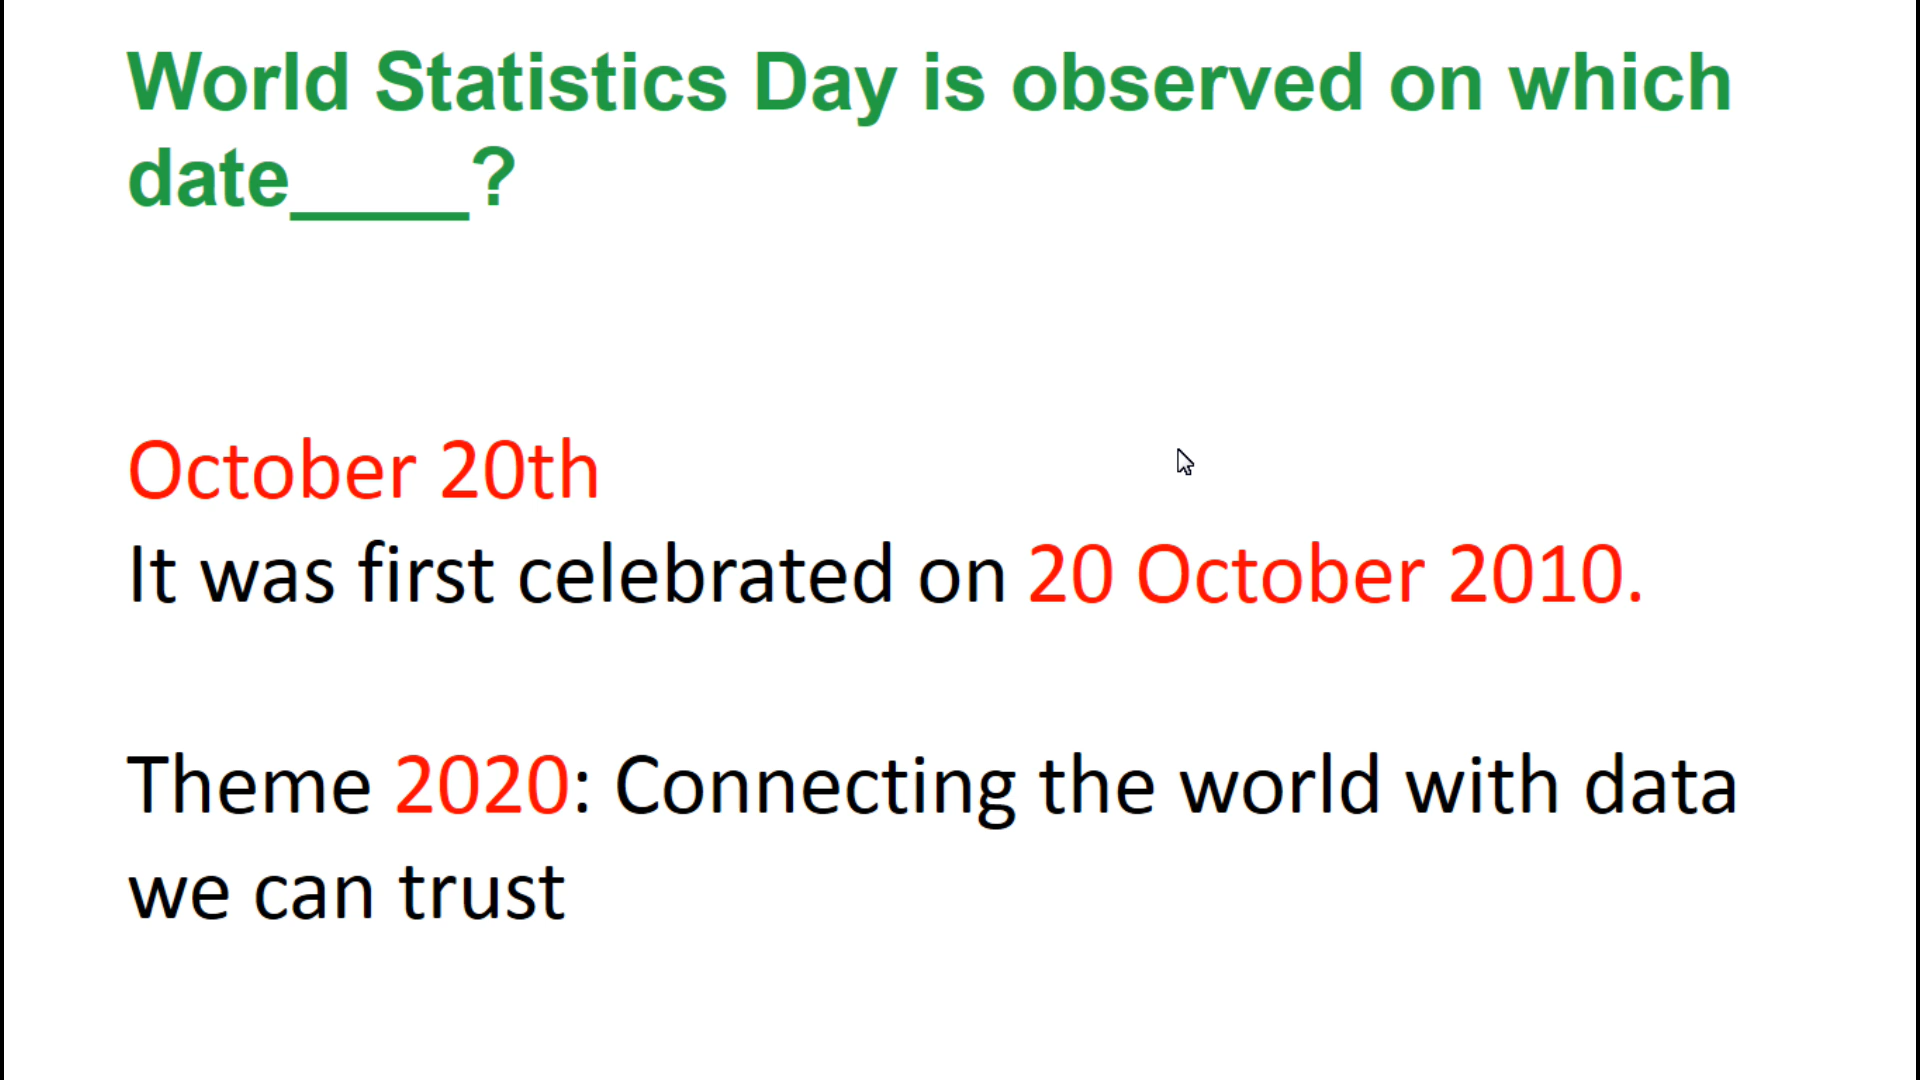 World Statistics Day is observed on which
date____?
October 20th
It was first celebrated on 20 October 2010.
Theme 2020: Connecting the world with data
we can trust